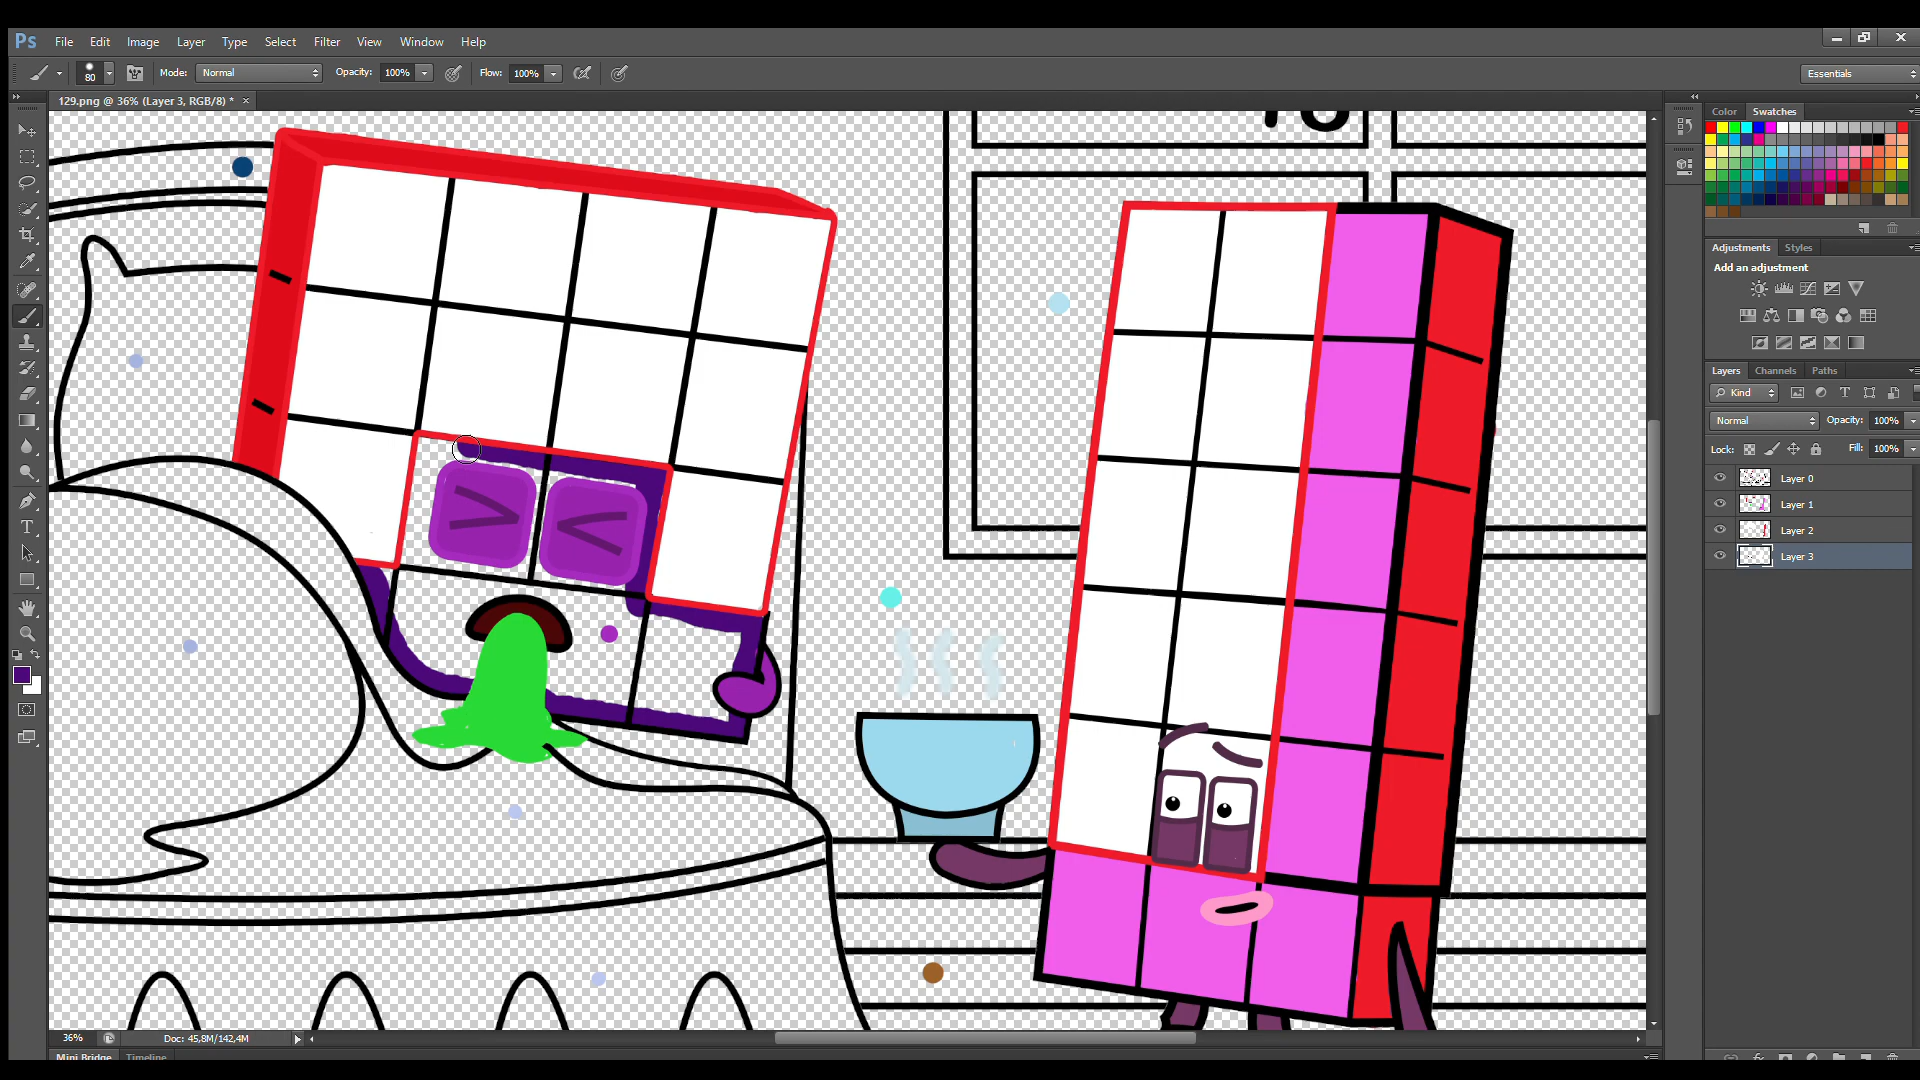 Ps File Edit Image Layer Type Select Filter View Window Help
80 Mode: Normal Opacity: 100% Flow: 100% Essentials
129.png @ 36% (Layer 3, RGB/8) * ×
Color Swatches
Adjustments Styles
Add an adjustment
Layers Channels Paths
Kind
Normal Opacity: 100%
Lock: Fill: 100%
Layer 0
Layer 1
Layer 2
Layer 3
36% Doc: 45,8M/142,4M
Mini Bridge Timeline